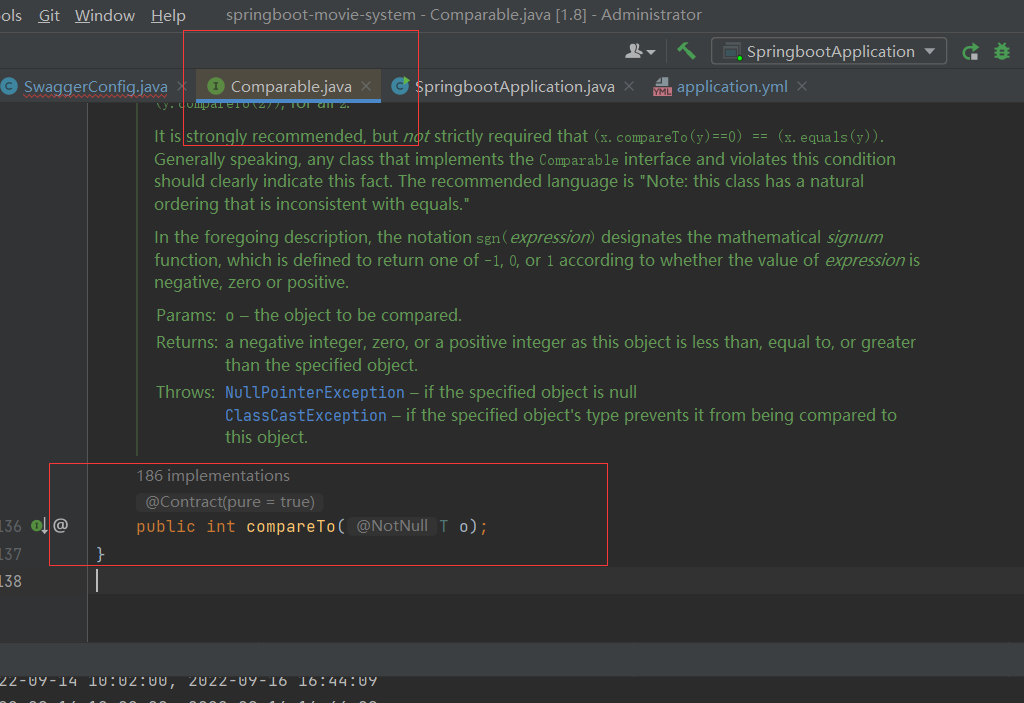 ols Git Window Help springboot-movie-system - Comparable.java [1.8] - Administrator
SpringbootApplication
SwaggerConfig.java Comparable.java SpringbootApplication.java application.yml
(y.compareTo(z)), for all z.
It is strongly recommended, but not strictly required that (x.compareTo(y)==0) == (x.equals(y)).
Generally speaking, any class that implements the Comparable interface and violates this condition
should clearly indicate this fact. The recommended language is "Note: this class has a natural
ordering that is inconsistent with equals."
In the foregoing description, the notation sgn(expression) designates the mathematical signum
function, which is defined to return one of -1, 0, or 1 according to whether the value of expression is
negative, zero or positive.
Params: o – the object to be compared.
Returns: a negative integer, zero, or a positive integer as this object is less than, equal to, or greater
than the specified object.
Throws: NullPointerException – if the specified object is null
ClassCastException – if the specified object's type prevents it from being compared to
this object.
186 implementations
@Contract(pure = true)
136 @ public int compareTo( @NotNull T o);
137 }
138
22-09-14 10:02:00, 2022-09-16 16:44:09